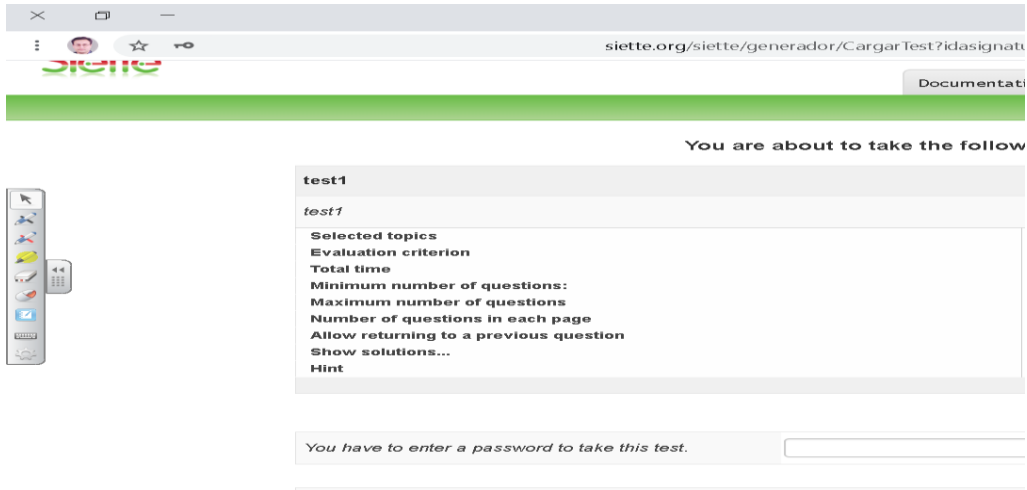 siette.org/siette/generador/CargarTest?idasignatu
Siette
Documentati
You are about to take the follow
test1
test1
Selected topics
Evaluation criterion
Total time
Minimum number of questions:
Maximum number of questions
Number of questions in each page
Allow returning to a previous question
Show solutions...
Hint
You have to enter a password to take this test.